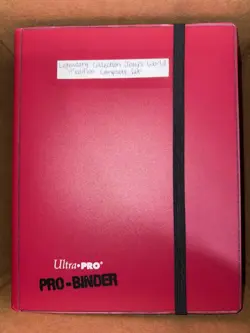 Legendary Collection Joey's World
Complete Set
Ultra•PRO®
PRO-BINDER